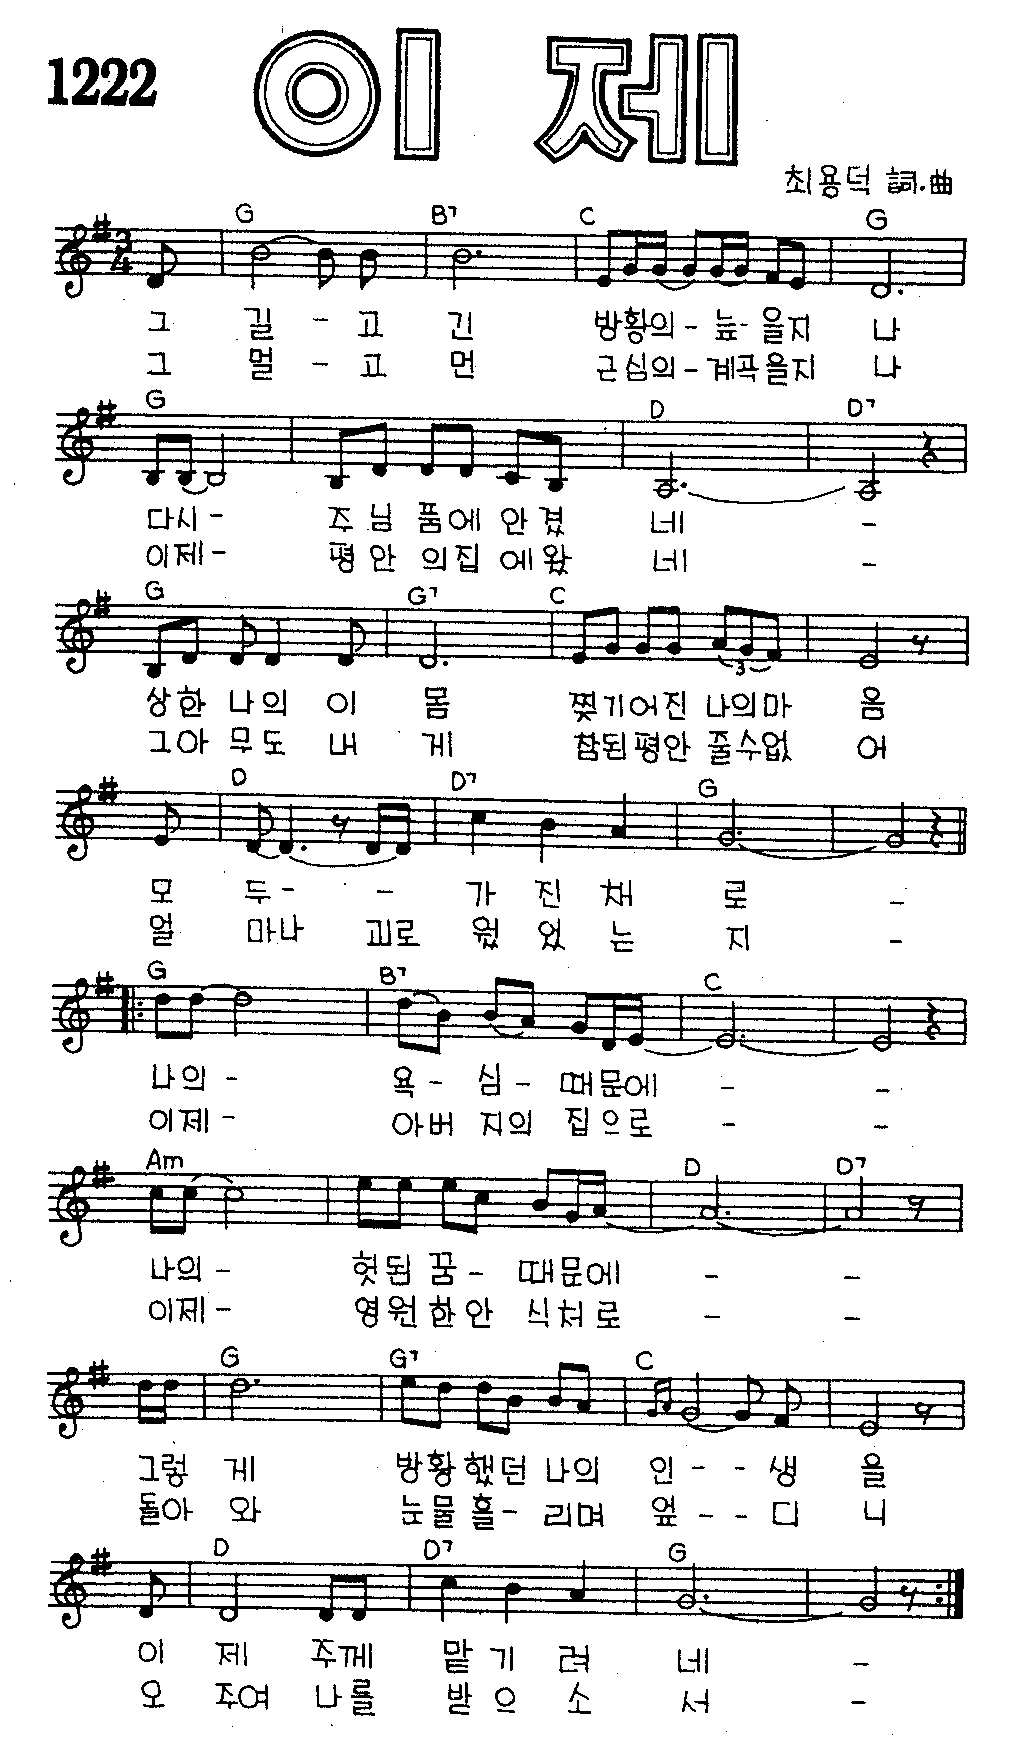 1222 이 제
최용덕 詞.曲
G B7 C G
3/4
그 길 - 고 긴 방황의 - 늪 - 을지 나
그 멀 - 고 먼 근심의 - 계곡을지 나
G D D7
다시 - 주 님 품에 안겼 네 -
이제 - 평 안 의집 에왔 네 -
G G7 C
3
상한 나의 이 몸 찢기어진 나의마 음
그아 무도 내 게 참된평안 줄수없 어
D D7 G
모 두 - - 가 진 채 로 -
얼 마나 괴로 웠 었 는 지 -
G B7 C
나의 - 욕 - 심 - 때문에 - -
이제 - 아버 지의 집으로 - -
Am D D7
나의 - 헛된 꿈 - 때문에 - -
이제 - 영원한안 식처로 - -
G G7 C
그렇 게 방황했던 나의 인 - - 생 을
돌아 와 눈물흘 - 리며 엎 - - 디 니
D D7 G
이 제 주께 맡 기 려 네 -
오 주여 나를 받 으 소 서 -